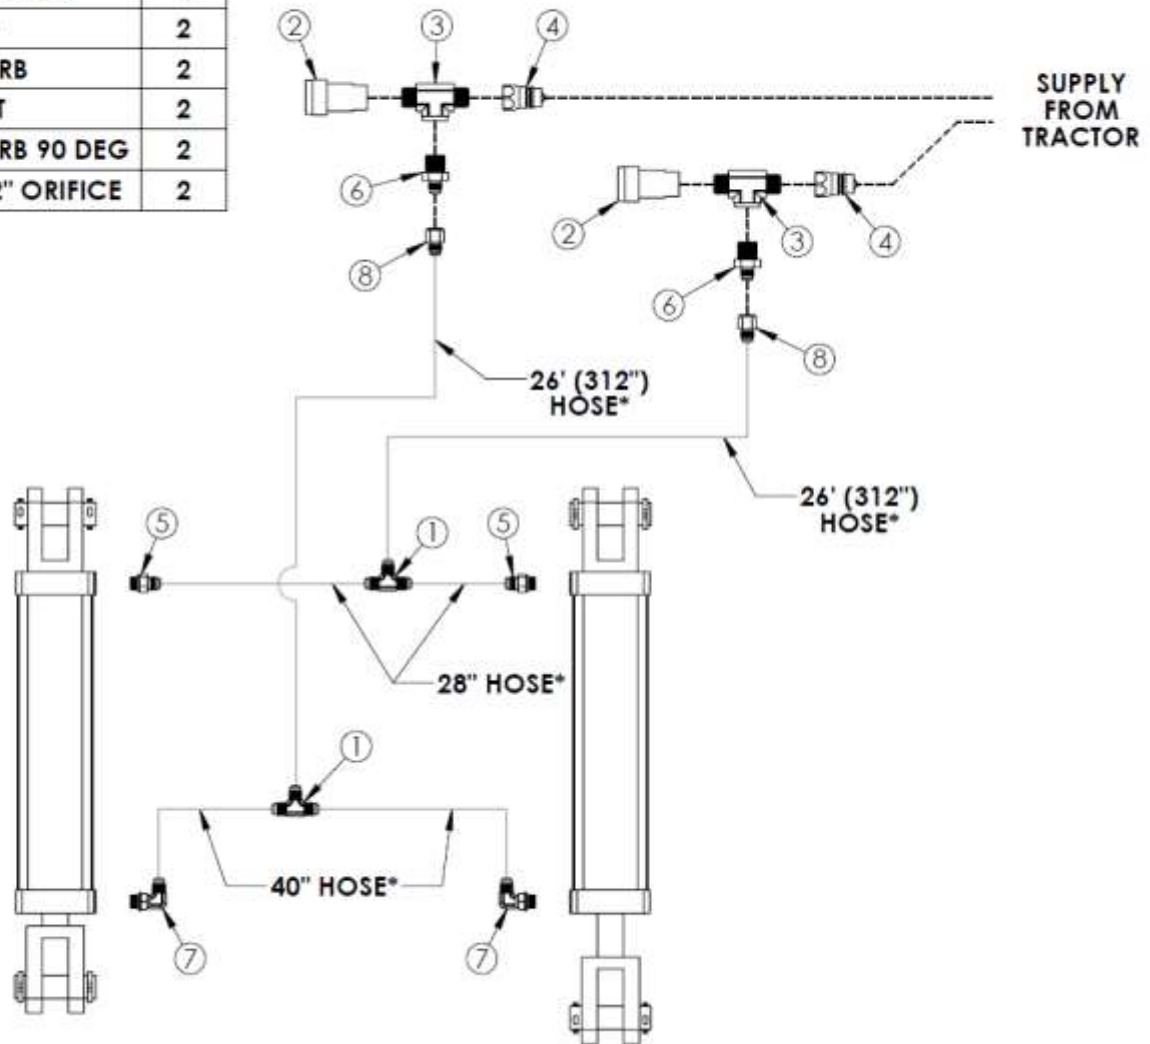 2
RB 2
T 2
RB 90 DEG 2
2" ORIFICE 2
2 3 4
SUPPLY
FROM
TRACTOR
6
2 3 4
8
6
8
26' (312")
HOSE*
26' (312")
HOSE*
5 1 5
28" HOSE*
1
40" HOSE*
7 7